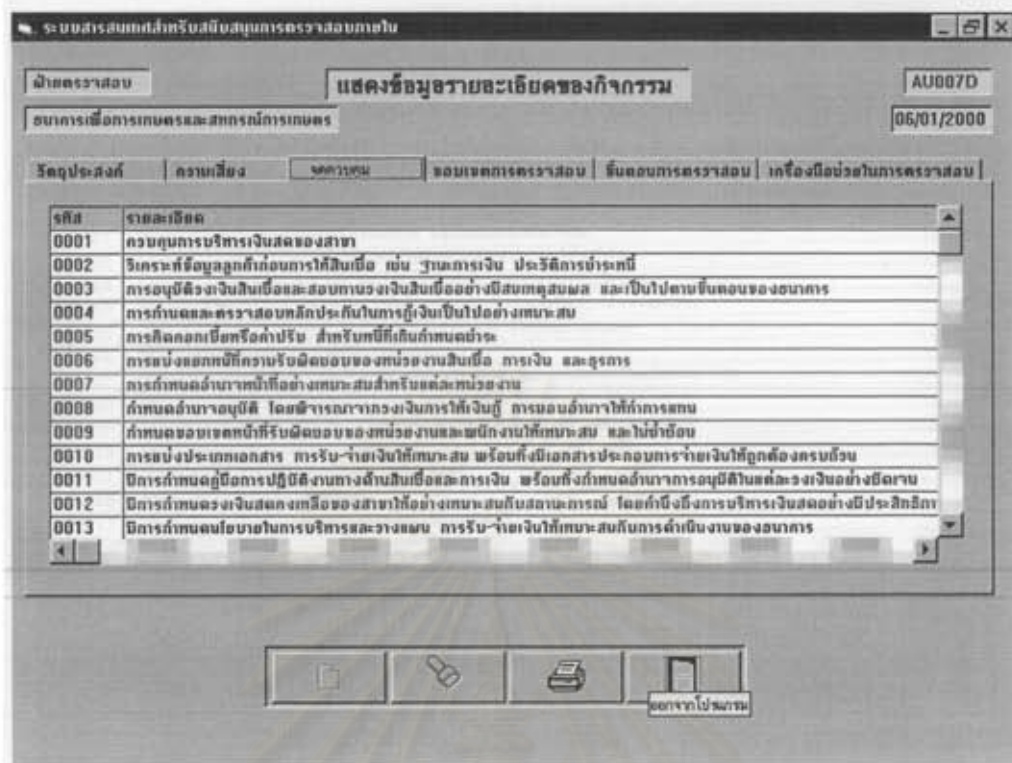 ระบบสารสนเทศสำหรับสนับสนุนการตรวจสอบภายใน
ฝ่ายตรวจสอบ
แสดงข้อมูลรายละเอียดของกิจกรรม
AU007D
ธนาคารเพื่อการเกษตรและสหกรณ์การเกษตร
06/01/2000
วัตถุประสงค์ ความเสี่ยง จุดควบคุม ขอบเขตการตรวจสอบ ขั้นตอนการตรวจสอบ เครื่องมือช่วยในการตรวจสอบ
รหัส รายละเอียด
0001 ควบคุมการบริหารเงินสดของสาขา
0002 วิเคราะห์ข้อมูลลูกค้าก่อนการให้สินเชื่อ เช่น ฐานะการเงิน ประวัติการชำระหนี้
0003 การอนุมัติวงเงินสินเชื่อและสอบทานวงเงินสินเชื่ออย่างมีสมเหตุสมผล และเป็นไปตามขั้นตอนของธนาคาร
0004 การกำหนดและตรวจสอบหลักประกันในการกู้เงินเป็นไปอย่างเหมาะสม
0005 การคิดดอกเบี้ยหรือค่าปรับ สำหรับหนี้ที่เกินกำหนดชำระ
0006 การแบ่งแยกหน้าที่ความรับผิดชอบของหน่วยงานสินเชื่อ การเงิน และธุรการ
0007 การกำหนดอำนาจหน้าที่อย่างเหมาะสมสำหรับแต่ละหน่วยงาน
0008 กำหนดอำนาจอนุมัติ โดยพิจารณาจากวงเงินการให้เงินกู้ การมอบอำนาจให้ทำการแทน
0009 กำหนดขอบเขตหน้าที่รับผิดชอบของหน่วยงานและพนักงานให้เหมาะสม และไม่ซ้ำซ้อน
0010 การแบ่งประเภทเอกสาร การรับ-จ่ายเงินให้เหมาะสม พร้อมทั้งมีเอกสารประกอบการจ่ายเงินให้ถูกต้องครบถ้วน
0011 มีการกำหนดคู่มือการปฏิบัติงานทางด้านสินเชื่อและการเงิน พร้อมทั้งกำหนดอำนาจการอนุมัติในแต่ละวงเงินอย่างชัดเจน
0012 มีการกำหนดวงเงินสดคงเหลือของสาขาให้อย่างเหมาะสมกับสถานะการณ์ โดยคำนึงถึงการบริหารเงินสดอย่างมีประสิทธิภา
0013 มีการกำหนดนโยบายในการบริหารและวางแผน การรับ-จ่ายเงินให้เหมาะสมกับการดำเนินงานของธนาคาร
ออกจากโปรแกรม